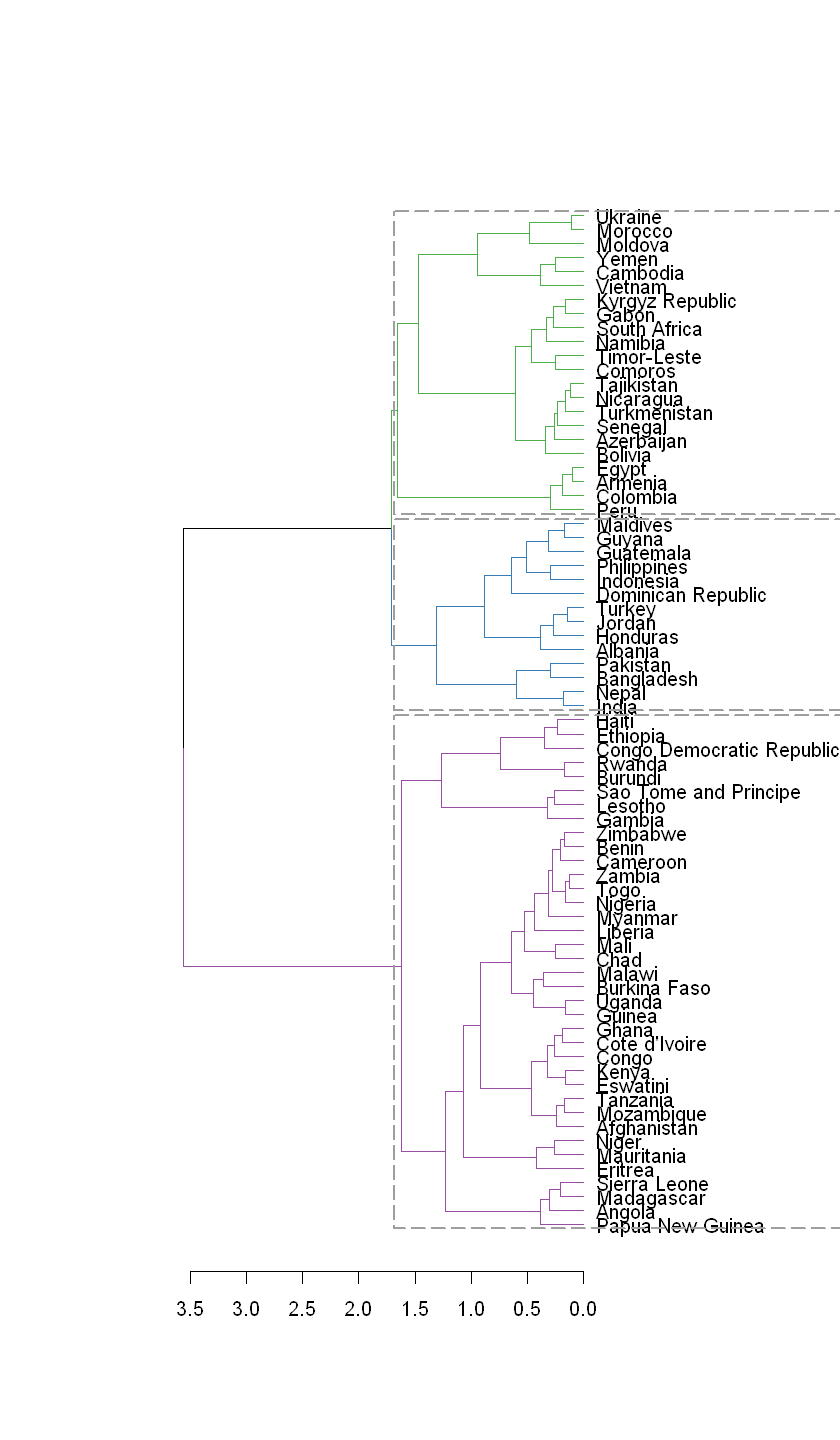 Ukraine
Morocco
Moldova
Yemen
Cambodia
Vietnam
Kyrgyz Republic
Gabon
South Africa
Namibia
Timor-Leste
Comoros
Tajikistan
Nicaragua
Turkmenistan
Senegal
Azerbaijan
Bolivia
Egypt
Armenia
Colombia
Peru
Maldives
Guyana
Guatemala
Philippines
Indonesia
Dominican Republic
Turkey
Jordan
Honduras
Albania
Pakistan
Bangladesh
Nepal
India
Haiti
Ethiopia
Congo Democratic Republic
Rwanda
Burundi
Sao Tome and Principe
Lesotho
Gambia
Zimbabwe
Benin
Cameroon
Zambia
Togo
Nigeria
Myanmar
Liberia
Mali
Chad
Malawi
Burkina Faso
Uganda
Guinea
Ghana
Cote d'Ivoire
Congo
Kenya
Eswatini
Tanzania
Mozambique
Afghanistan
Niger
Mauritania
Eritrea
Sierra Leone
Madagascar
Angola
Papua New Guinea
3.5 3.0 2.5 2.0 1.5 1.0 0.5 0.0